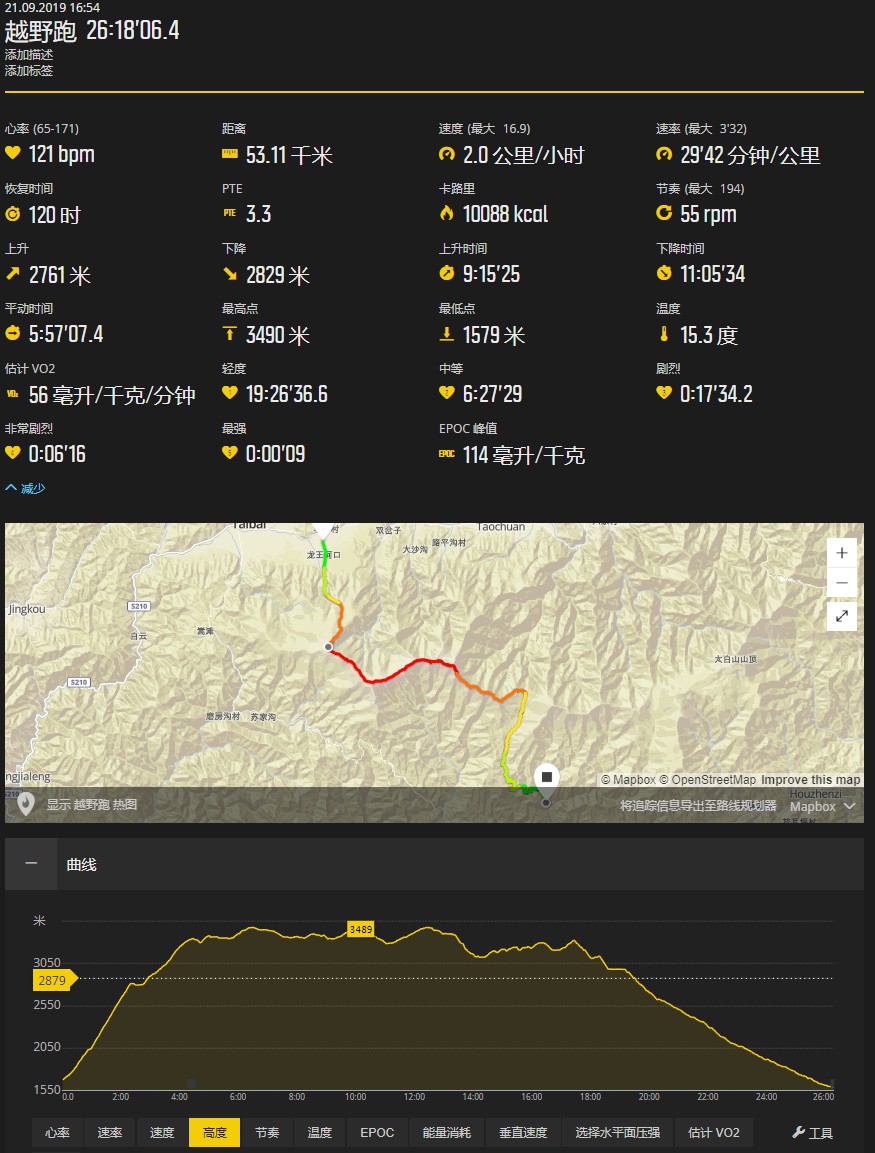 21.09.2019 16:54
越野跑 26:18'06.4
添加描述
添加标签
心率 (65-171) 距离 速度 (最大 16.9) 速率 (最大 3'32)
121 bpm 53.11 千米 2.0 公里/小时 29'42 分钟/公里
恢复时间 PTE 卡路里 节奏 (最大 194)
120 时 PTE 3.3 10088 kcal 55 rpm
上升 下降 上升时间 下降时间
2761 米 2829 米 9:15'25 11:05'34
平动时间 最高点 最低点 温度
5:57'07.4 3490 米 1579 米 15.3 度
估计 VO2 轻度 中等 剧烈
VO₂ 56 毫升/千克/分钟 19:26'36.6 6:27'29 0:17'34.2
非常剧烈 最强 EPOC 峰值
0:06'16 0:00'09 EPOC 114 毫升/千克
减少
Taibai 村 双岔子 Taochuan
龙王河口 大沙沟 路平沟村
+
−
Jingkou S210
白云 蒿滩
太白山山顶
S210
磨房沟村 苏家沟
ngjialeng © Mapbox © OpenStreetMap Improve this map
S210 Houzhenzi
显示 越野跑 热图 将追踪信息导出至路线规划器 Mapbox
− 曲线
米 3489
3050
2879
2550
2050
1550
0.0 2:00 4:00 6:00 8:00 10:00 12:00 14:00 16:00 18:00 20:00 22:00 24:00 26:00
心率 速率 速度 高度 节奏 温度 EPOC 能量消耗 垂直速度 选择水平面压强 估计 VO2 工具